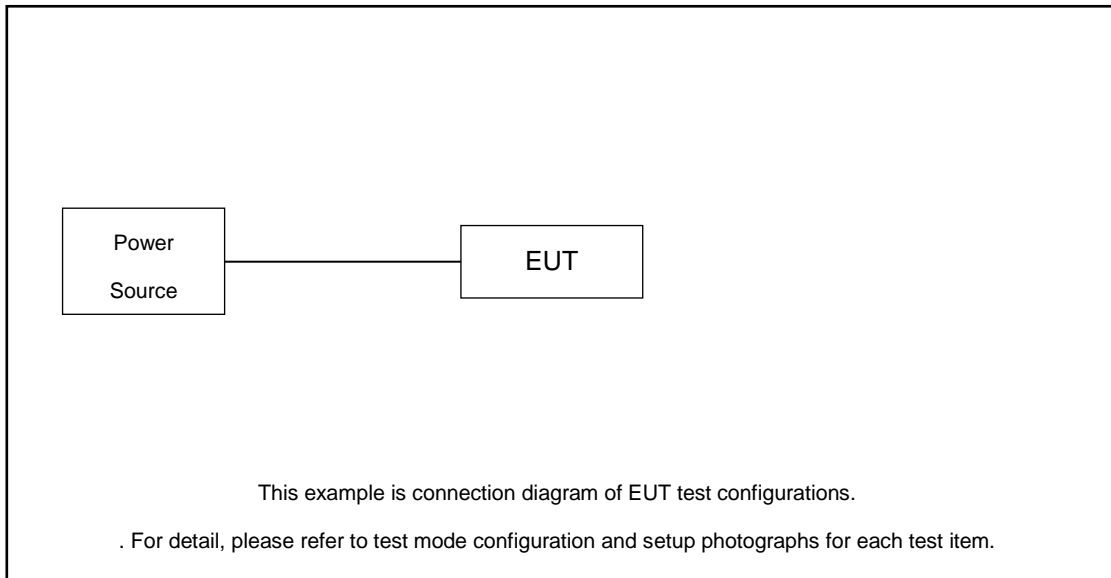 Power
Source
EUT
This example is connection diagram of EUT test configurations.
. For detail, please refer to test mode configuration and setup photographs for each test item.